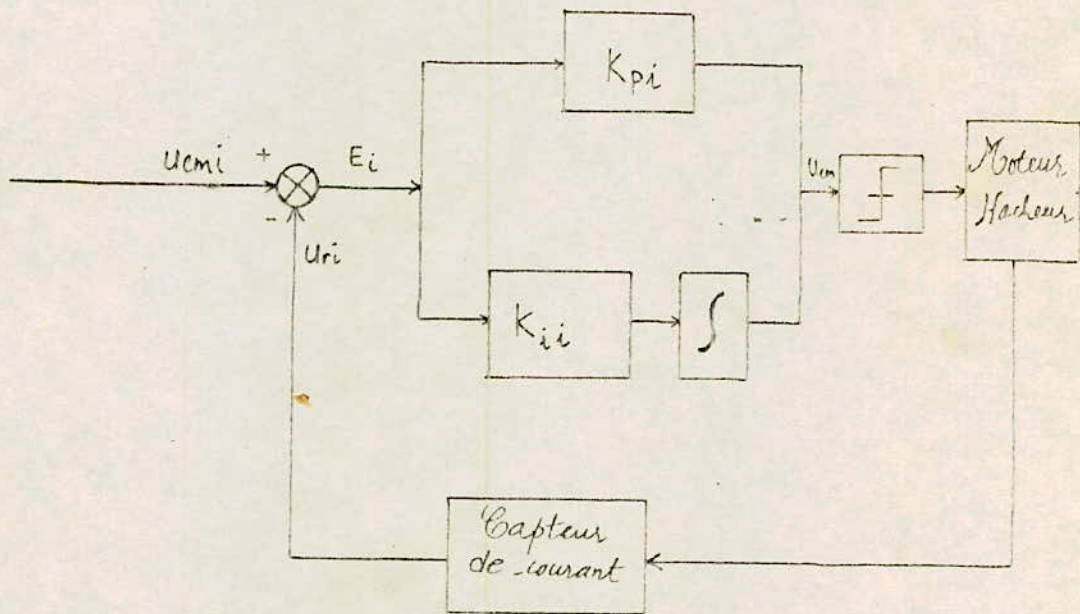 Kpi
Ucmi
+
Ei
-
Uri
Ucm
Moteur
Hacheur
Kii
∫
Capteur
de courant